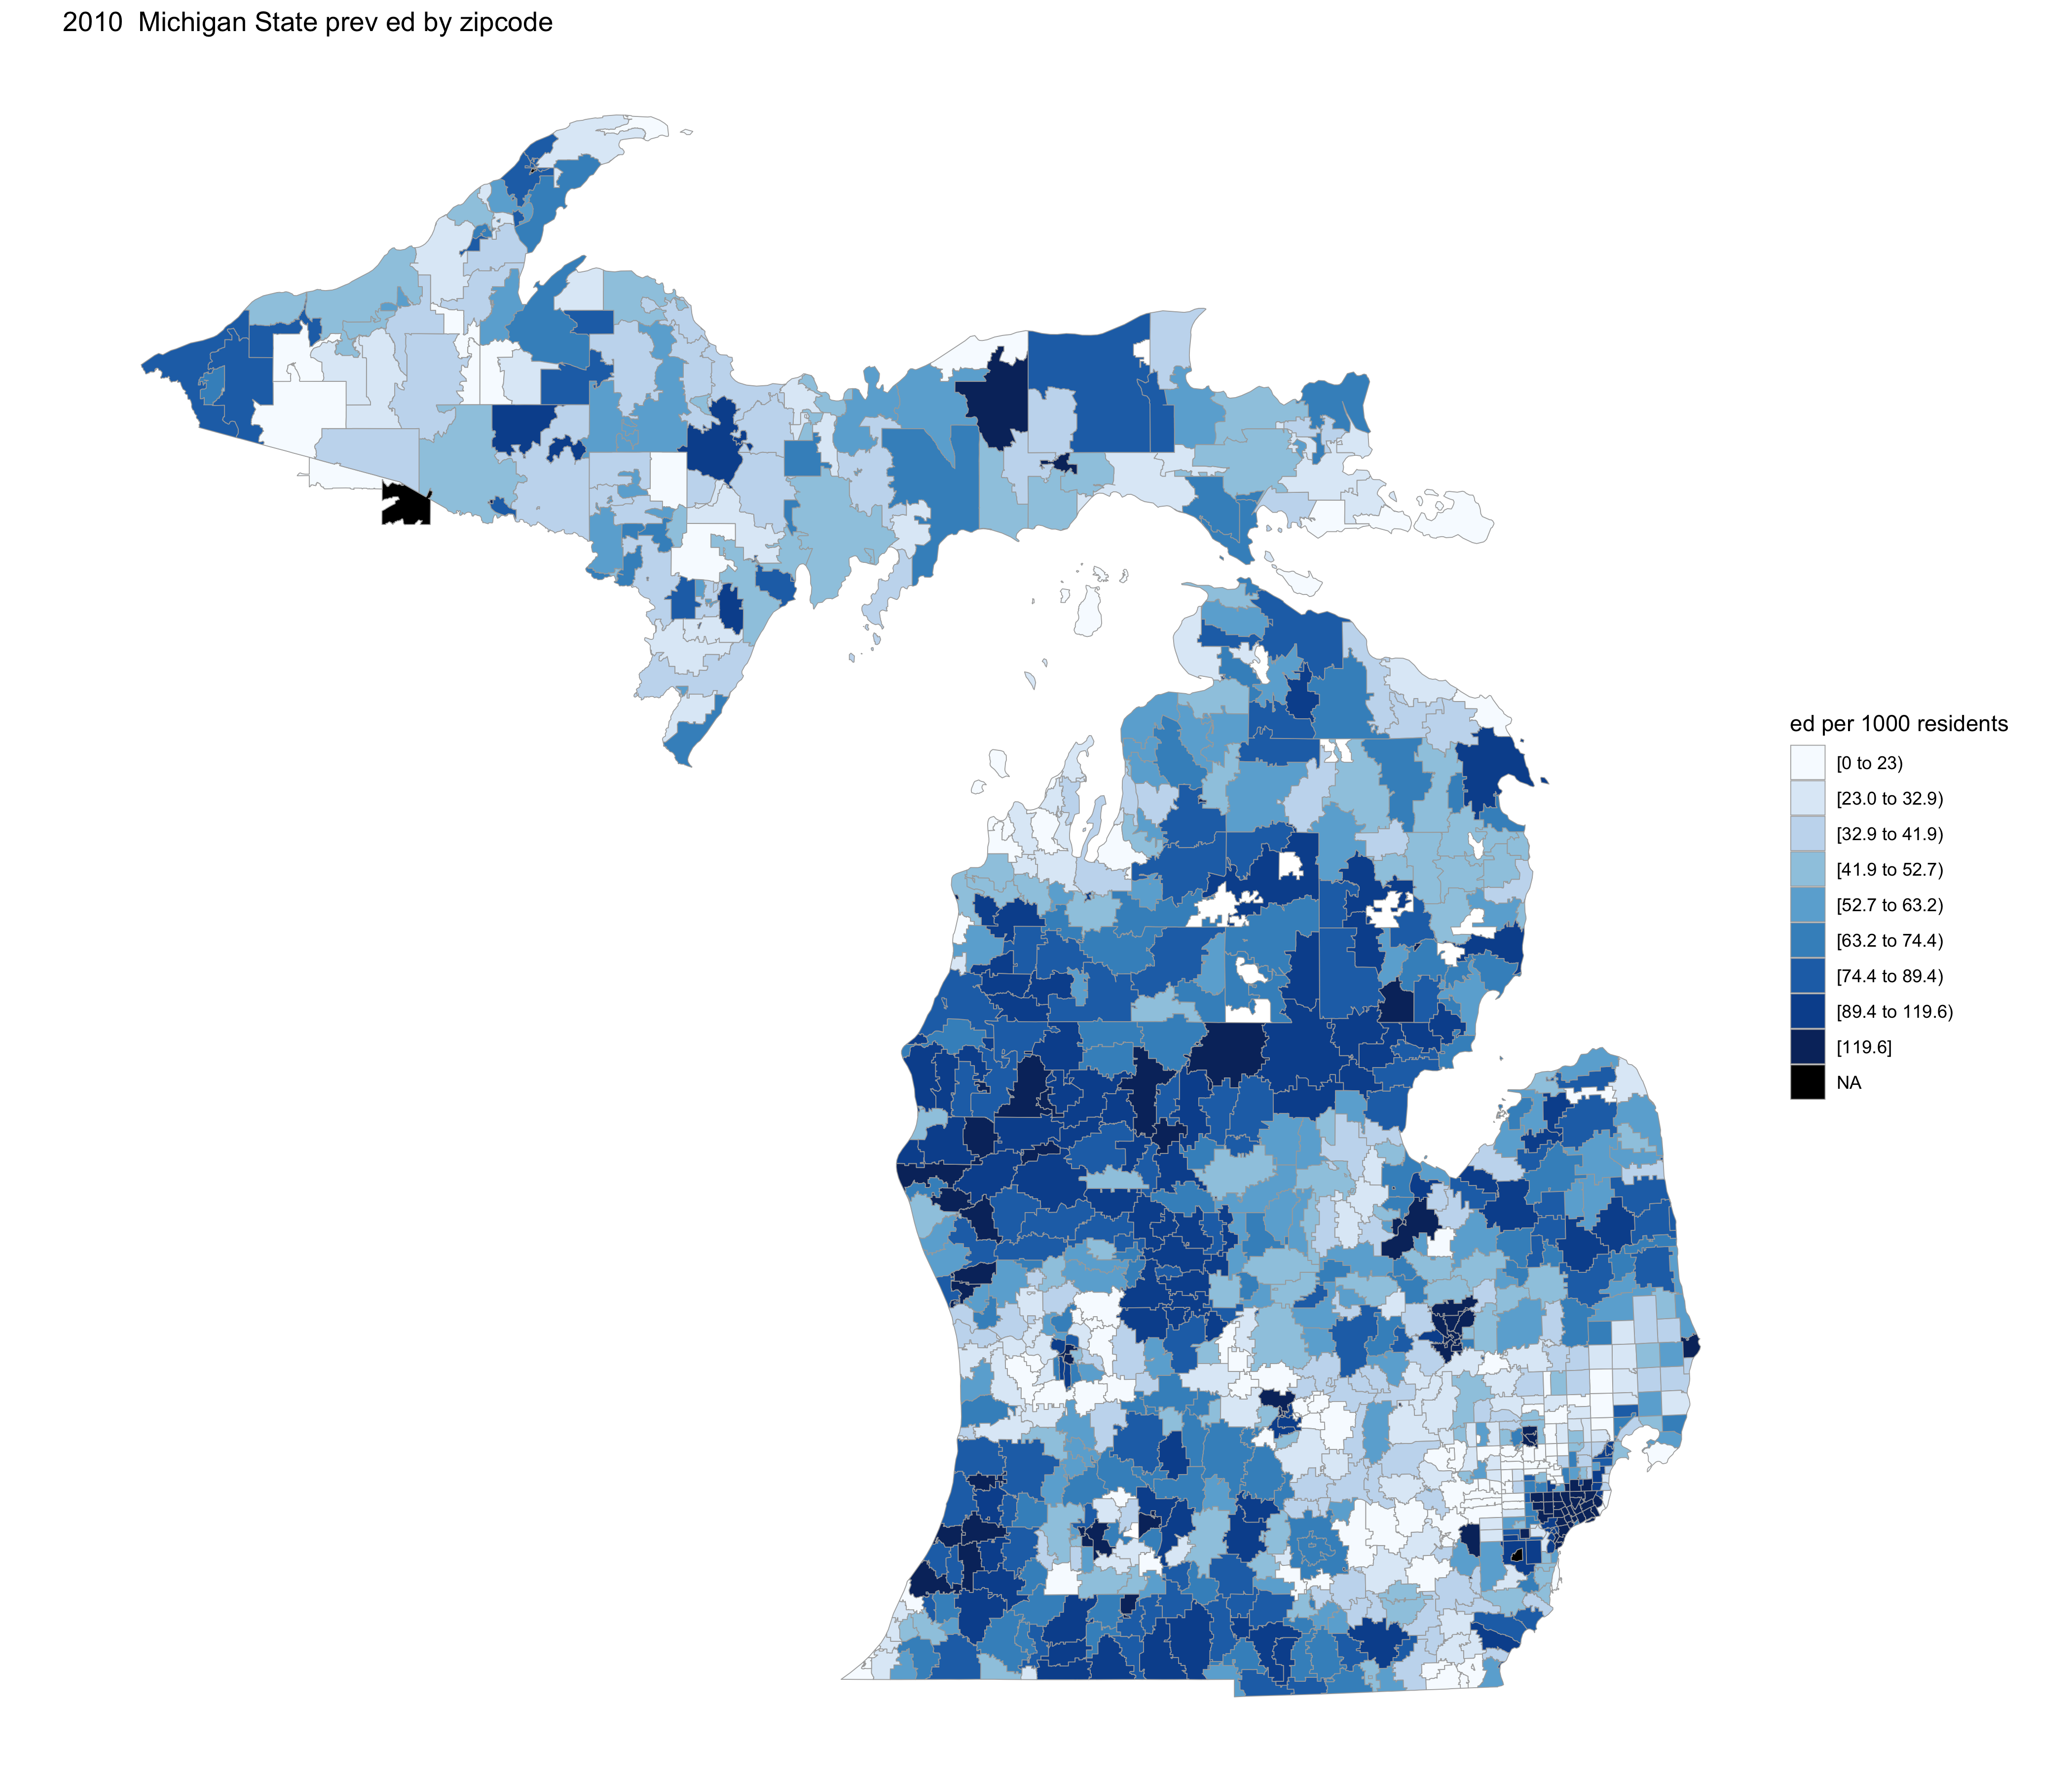 2010  Michigan State prev ed by zipcode
ed per 1000 residents
[0 to 23)
[23.0 to 32.9)
[32.9 to 41.9)
[41.9 to 52.7)
[52.7 to 63.2)
[63.2 to 74.4)
[74.4 to 89.4)
[89.4 to 119.6)
[119.6]
NA